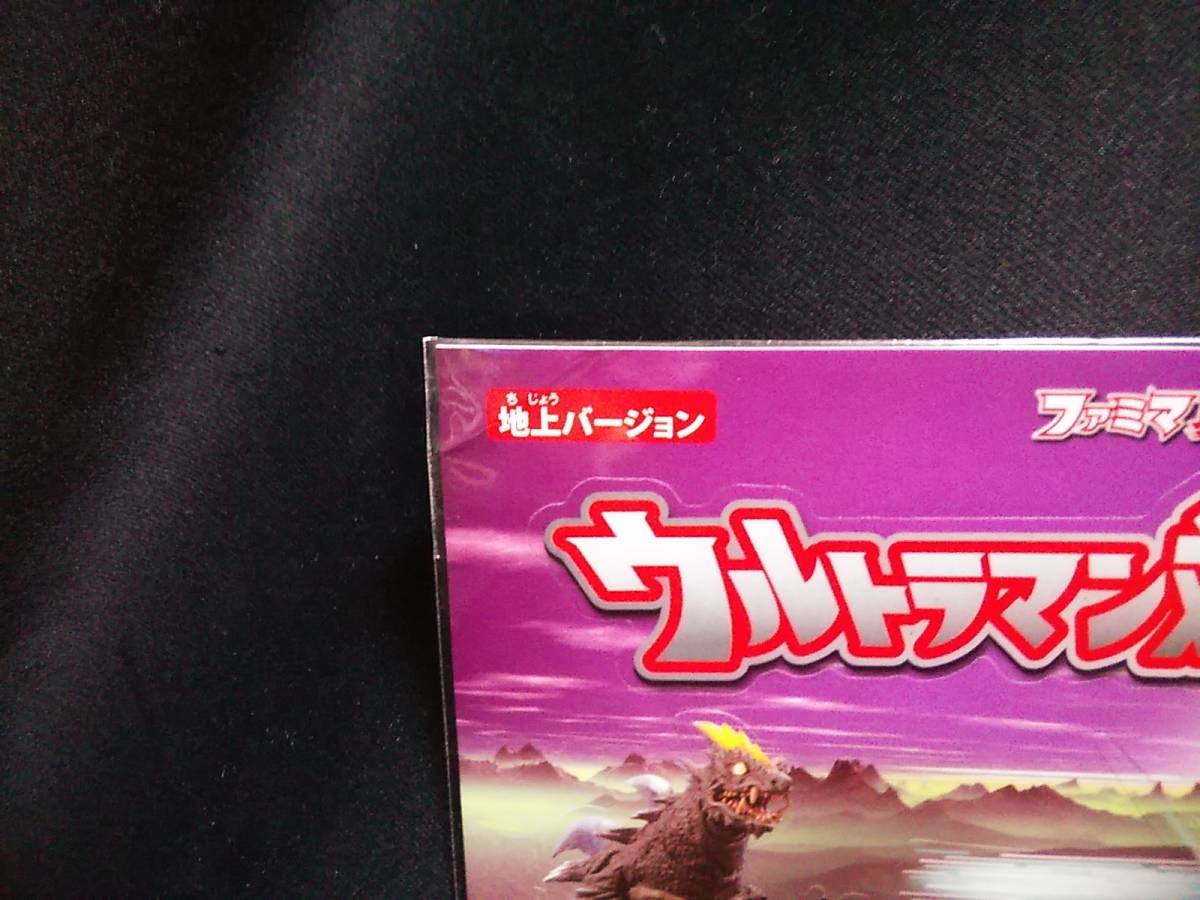 ち じょう
地上バージョン
ファミマ
ウルトラマン